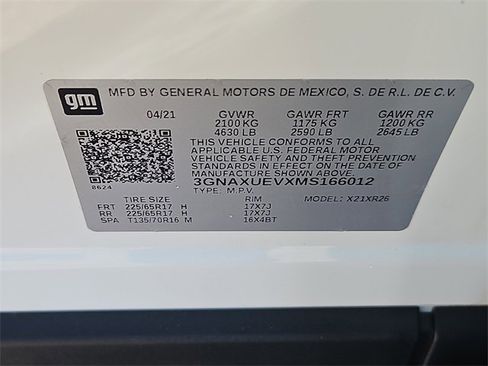 gm MFD BY GENERAL MOTORS DE MEXICO, S. DE R.L. DE C.V.
04/21 GVWR GAWR FRT GAWR RR
2100 KG 1175 KG 1200 KG
4630 LB 2590 LB 2645 LB
THIS VEHICLE CONFORMS TO ALL
APPLICABLE U.S. FEDERAL MOTOR
VEHICLE SAFETY AND THEFT PREVENTION
STANDARDS IN EFFECT ON THE DATE OF
MANUFACTURE SHOWN ABOVE.
3GNAXUEVXMS166012
0624 TYPE: M.P.V.
TIRE SIZE RIM MODEL: X21XR26
FRT 225/65R17 H 17X7J
RR 225/65R17 H 17X7J
SPA T135/70R16 M 16X4BT